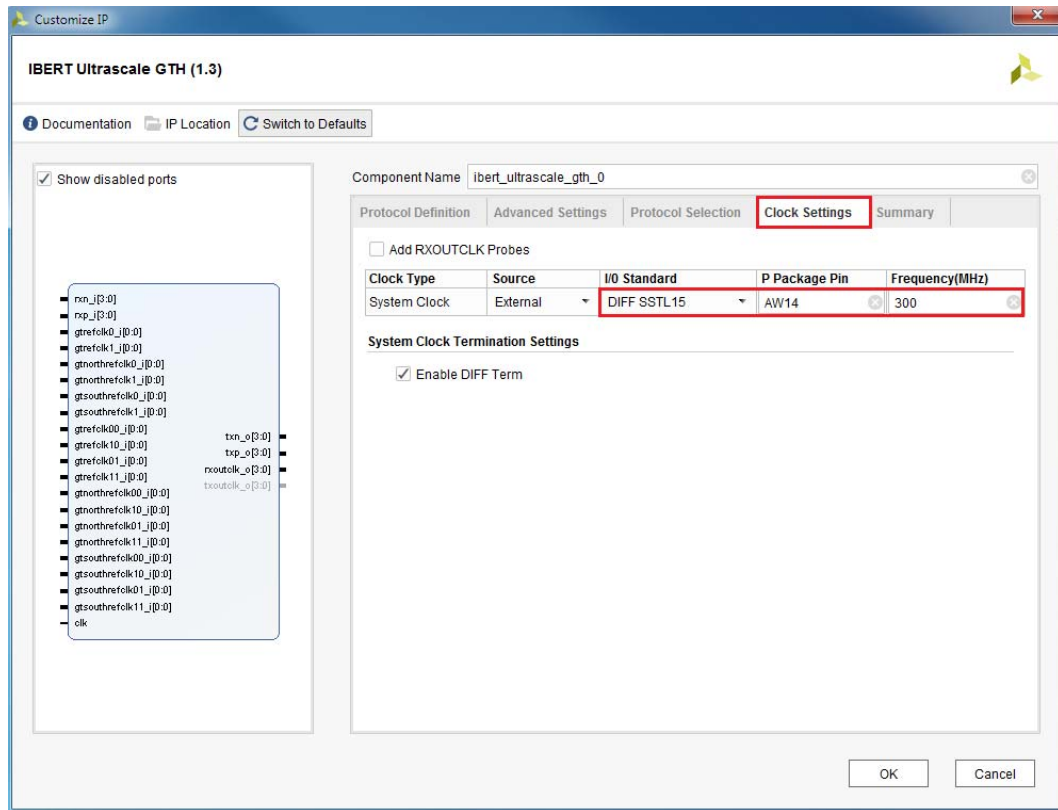 Customize IP
x
IBERT Ultrascale GTH (1.3)
Documentation IP Location Switch to Defaults
Show disabled ports
rxn_i[3:0]
rxp_i[3:0]
gtrefclk0_i[0:0]
gtrefclk1_i[0:0]
gtnorthrefclk0_i[0:0]
gtnorthrefclk1_i[0:0]
gtsouthrefclk0_i[0:0]
gtsouthrefclk1_i[0:0]
gtrefclk00_i[0:0]
gtrefclk10_i[0:0]
gtrefclk01_i[0:0]
gtrefclk11_i[0:0]
gtnorthrefclk00_i[0:0]
gtnorthrefclk10_i[0:0]
gtnorthrefclk01_i[0:0]
gtnorthrefclk11_i[0:0]
gtsouthrefclk00_i[0:0]
gtsouthrefclk10_i[0:0]
gtsouthrefclk01_i[0:0]
gtsouthrefclk11_i[0:0]
clk
txn_o[3:0]
txp_o[3:0]
rxoutclk_o[3:0]
txoutclk_o[3:0]
Component Name ibert_ultrascale_gth_0
Protocol Definition Advanced Settings Protocol Selection Clock Settings Summary
Add RXOUTCLK Probes
Clock Type Source I/0 Standard P Package Pin Frequency(MHz)
System Clock External DIFF SSTL15 AW14 300
System Clock Termination Settings
Enable DIFF Term
OK Cancel